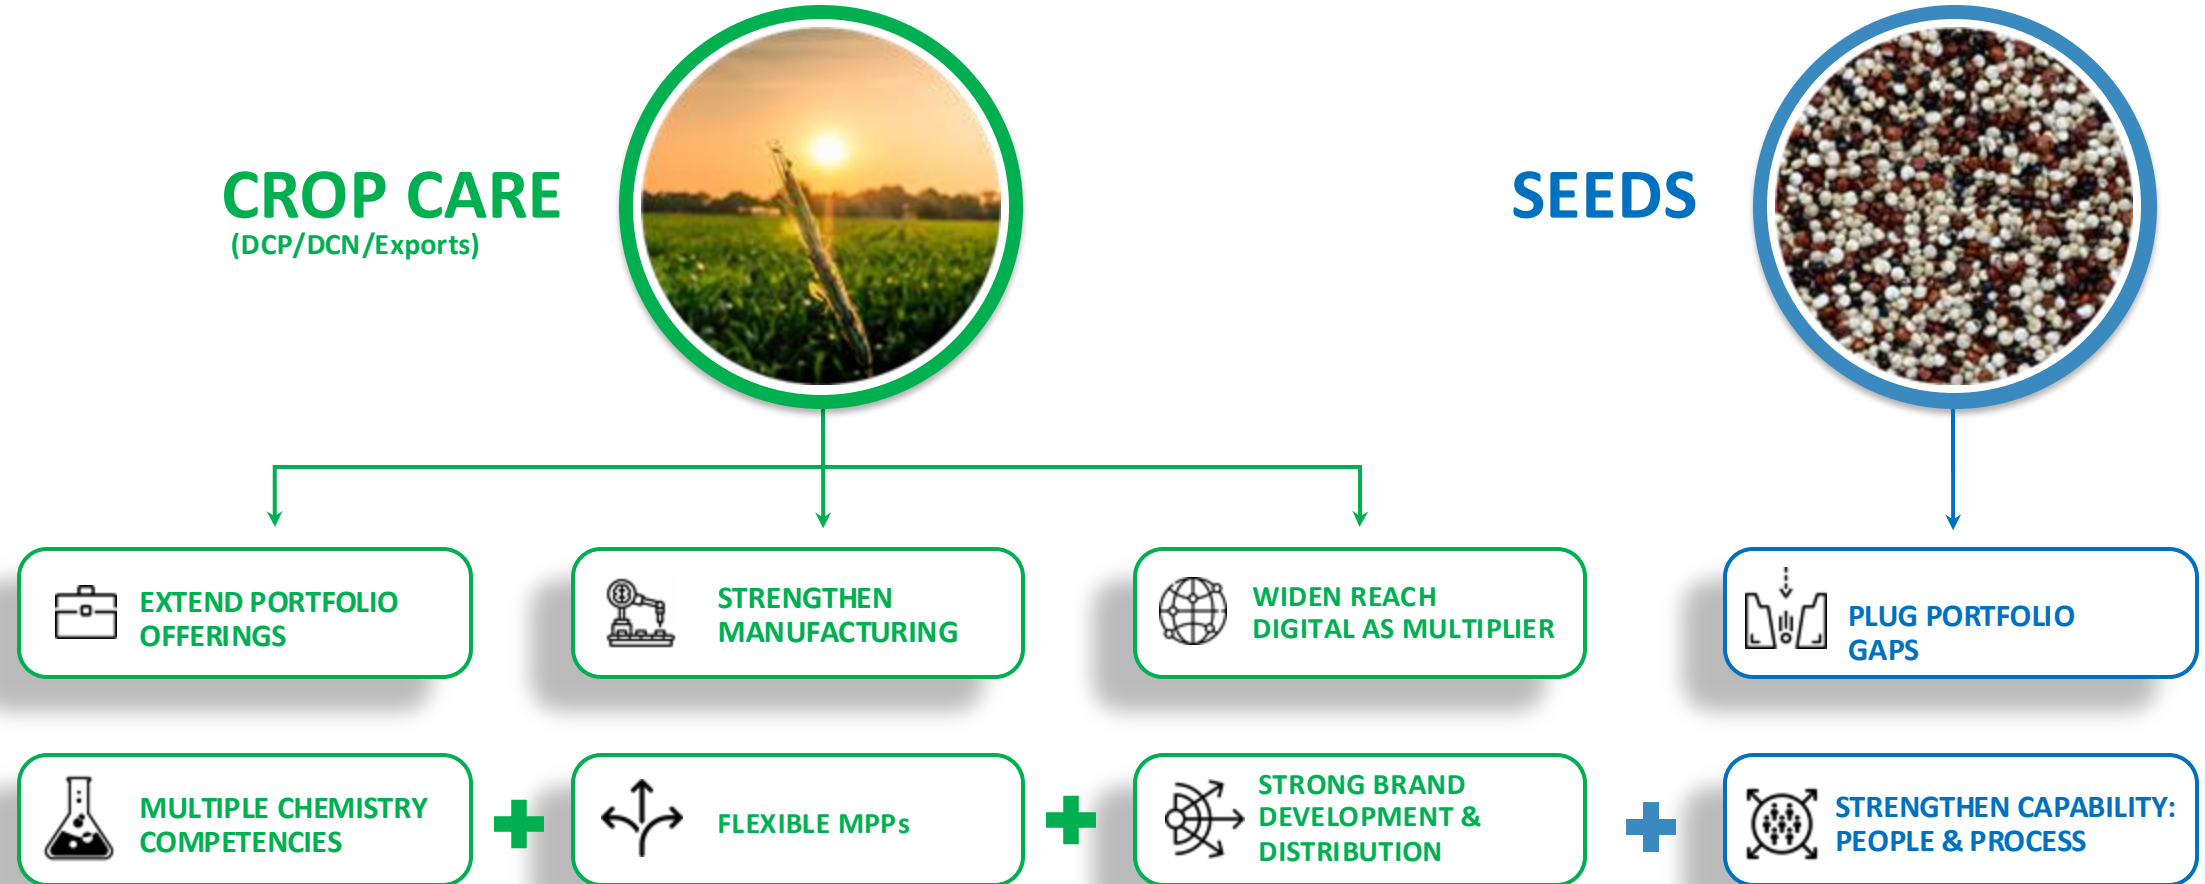 CROP CARE
(DCP/DCN/Exports)
SEEDS
EXTEND PORTFOLIO
OFFERINGS
STRENGTHEN
MANUFACTURING
WIDEN REACH
DIGITAL AS MULTIPLIER
PLUG PORTFOLIO
GAPS
MULTIPLE CHEMISTRY
COMPETENCIES
FLEXIBLE MPPs
STRONG BRAND
DEVELOPMENT &
DISTRIBUTION
STRENGTHEN CAPABILITY:
PEOPLE & PROCESS